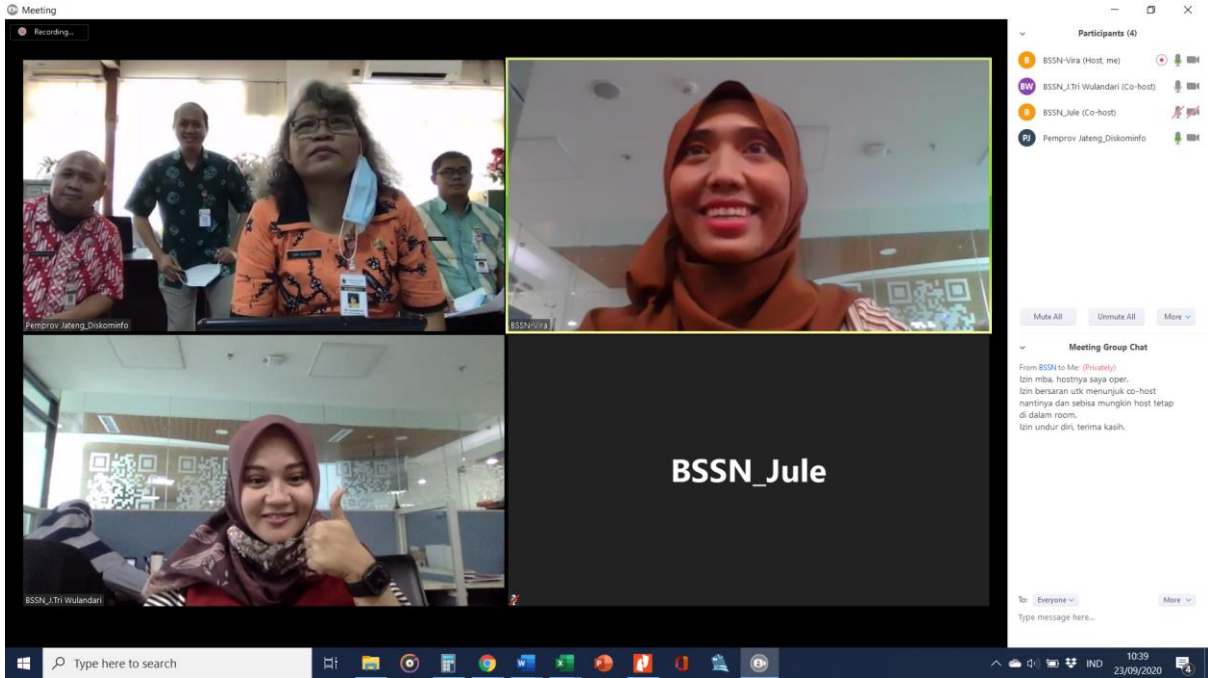 Meeting
Recording...
Pemprov Jateng_Diskominfo
BSSN-Vira
BSSN_J.Tri Wulandari
BSSN_Jule
Participants (4)
B BSSN-Vira (Host, me)
BW BSSN_J.Tri Wulandari (Co-host)
B BSSN_Jule (Co-host)
PJ Pemprov Jateng_Diskominfo
Mute All Unmute All More
Meeting Group Chat
From BSSN to Me: (Privately)
Izin mba, hostnya saya oper.
Izin bersaran utk menunjuk co-host
nantinya dan sebisa mungkin host tetap
di dalam room.
Izin undur diri, terima kasih.
To: Everyone More
Type message here...
Type here to search
IND
10:39
23/09/2020
4